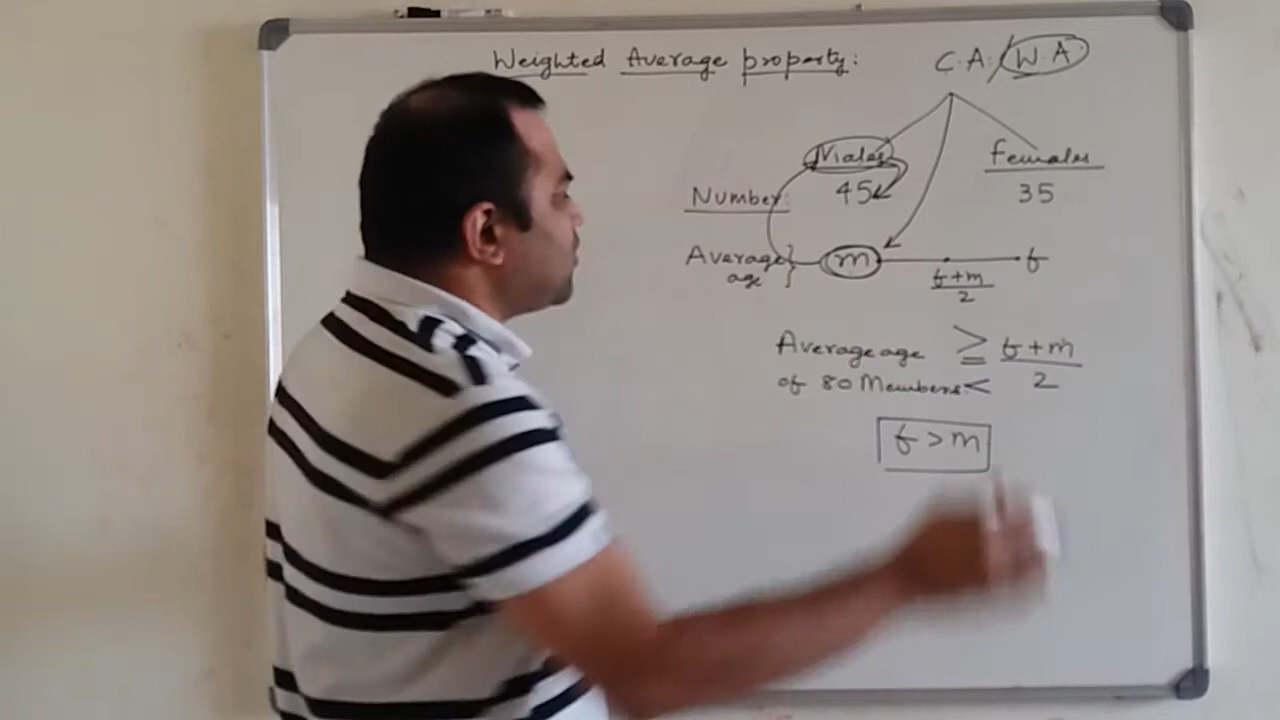 Weighted Average property:
C.A./W.A
Males Females
Number: 45 35
Average age } m f
f+m
2
Average age ≥ f+m
of 80 Members < 2
f > m